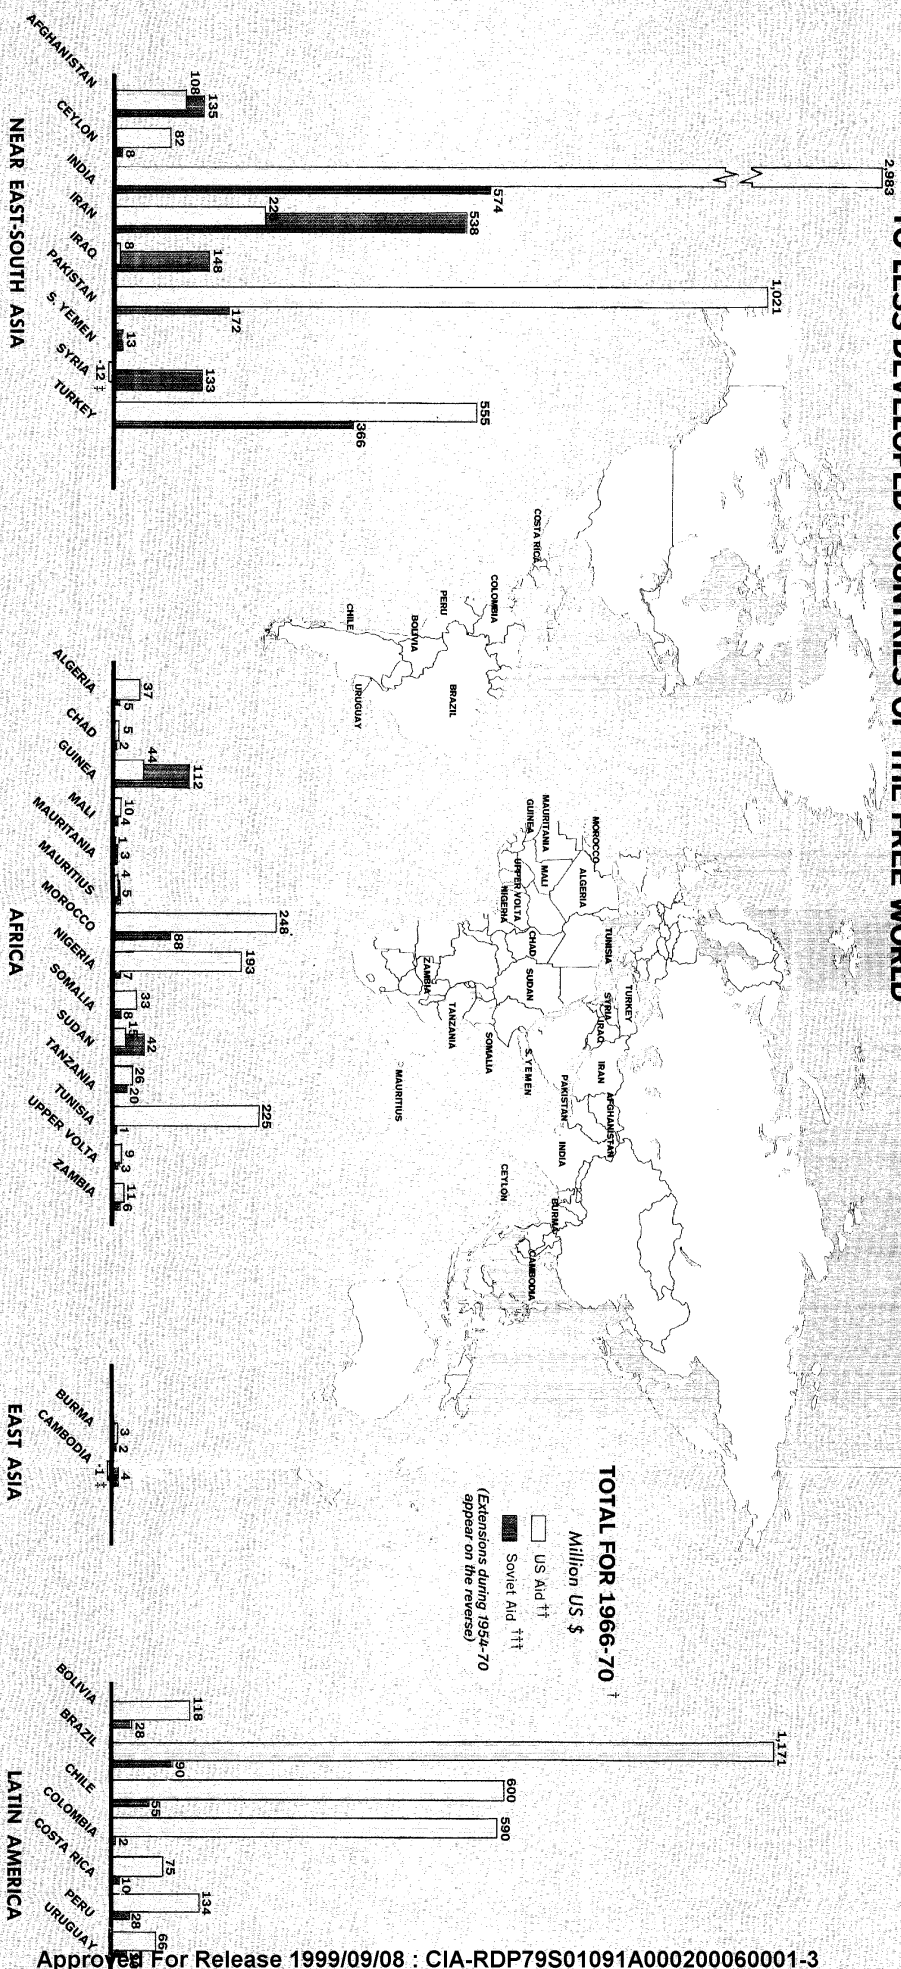 TO LESS DEVELOPED COUNTRIES OF THE FREE WORLD
TOTAL FOR 1966-70 †
Million US $
US Aid ††
Soviet Aid †††
(Extensions during 1954-70
appear on the reverse)
COSTA RICA
COLOMBIA
PERU
BRAZIL
BOLIVIA
CHILE
URUGUAY
MOROCCO
ALGERIA
TUNISIA
MAURITANIA
MALI
GUINEA
UPPER VOLTA
NIGERIA
CHAD
SUDAN
ZAMBIA
TANZANIA
SOMALIA
MAURITIUS
TURKEY
SYRIA
IRAQ
IRAN
S. YEMEN
AFGHANISTAN
PAKISTAN
INDIA
CEYLON
BURMA
CAMBODIA
108 135
82 8
2,983 574
538
8 148
1,021 172
13
-12 ‡ 133
555 366
AFGHANISTAN
CEYLON
INDIA
IRAN
IRAQ
PAKISTAN
S. YEMEN
SYRIA
TURKEY
NEAR EAST-SOUTH ASIA
37 5
5 2
44 112
10 4
1 3
4 5
248 88
193 7
33 8
15 42
26 20
225 1
9 3
11 6
ALGERIA
CHAD
GUINEA
MALI
MAURITANIA
MAURITIUS
MOROCCO
NIGERIA
SOMALIA
SUDAN
TANZANIA
TUNISIA
UPPER VOLTA
ZAMBIA
AFRICA
3 2
-1 ‡ 4
BURMA
CAMBODIA
EAST ASIA
118 28
1,171 90
600 55
590 2
75 10
134 28
66
BOLIVIA
BRAZIL
CHILE
COLOMBIA
COSTA RICA
PERU
URUGUAY
LATIN AMERICA
Approved For Release 1999/09/08 : CIA-RDP79S01091A000200060001-3